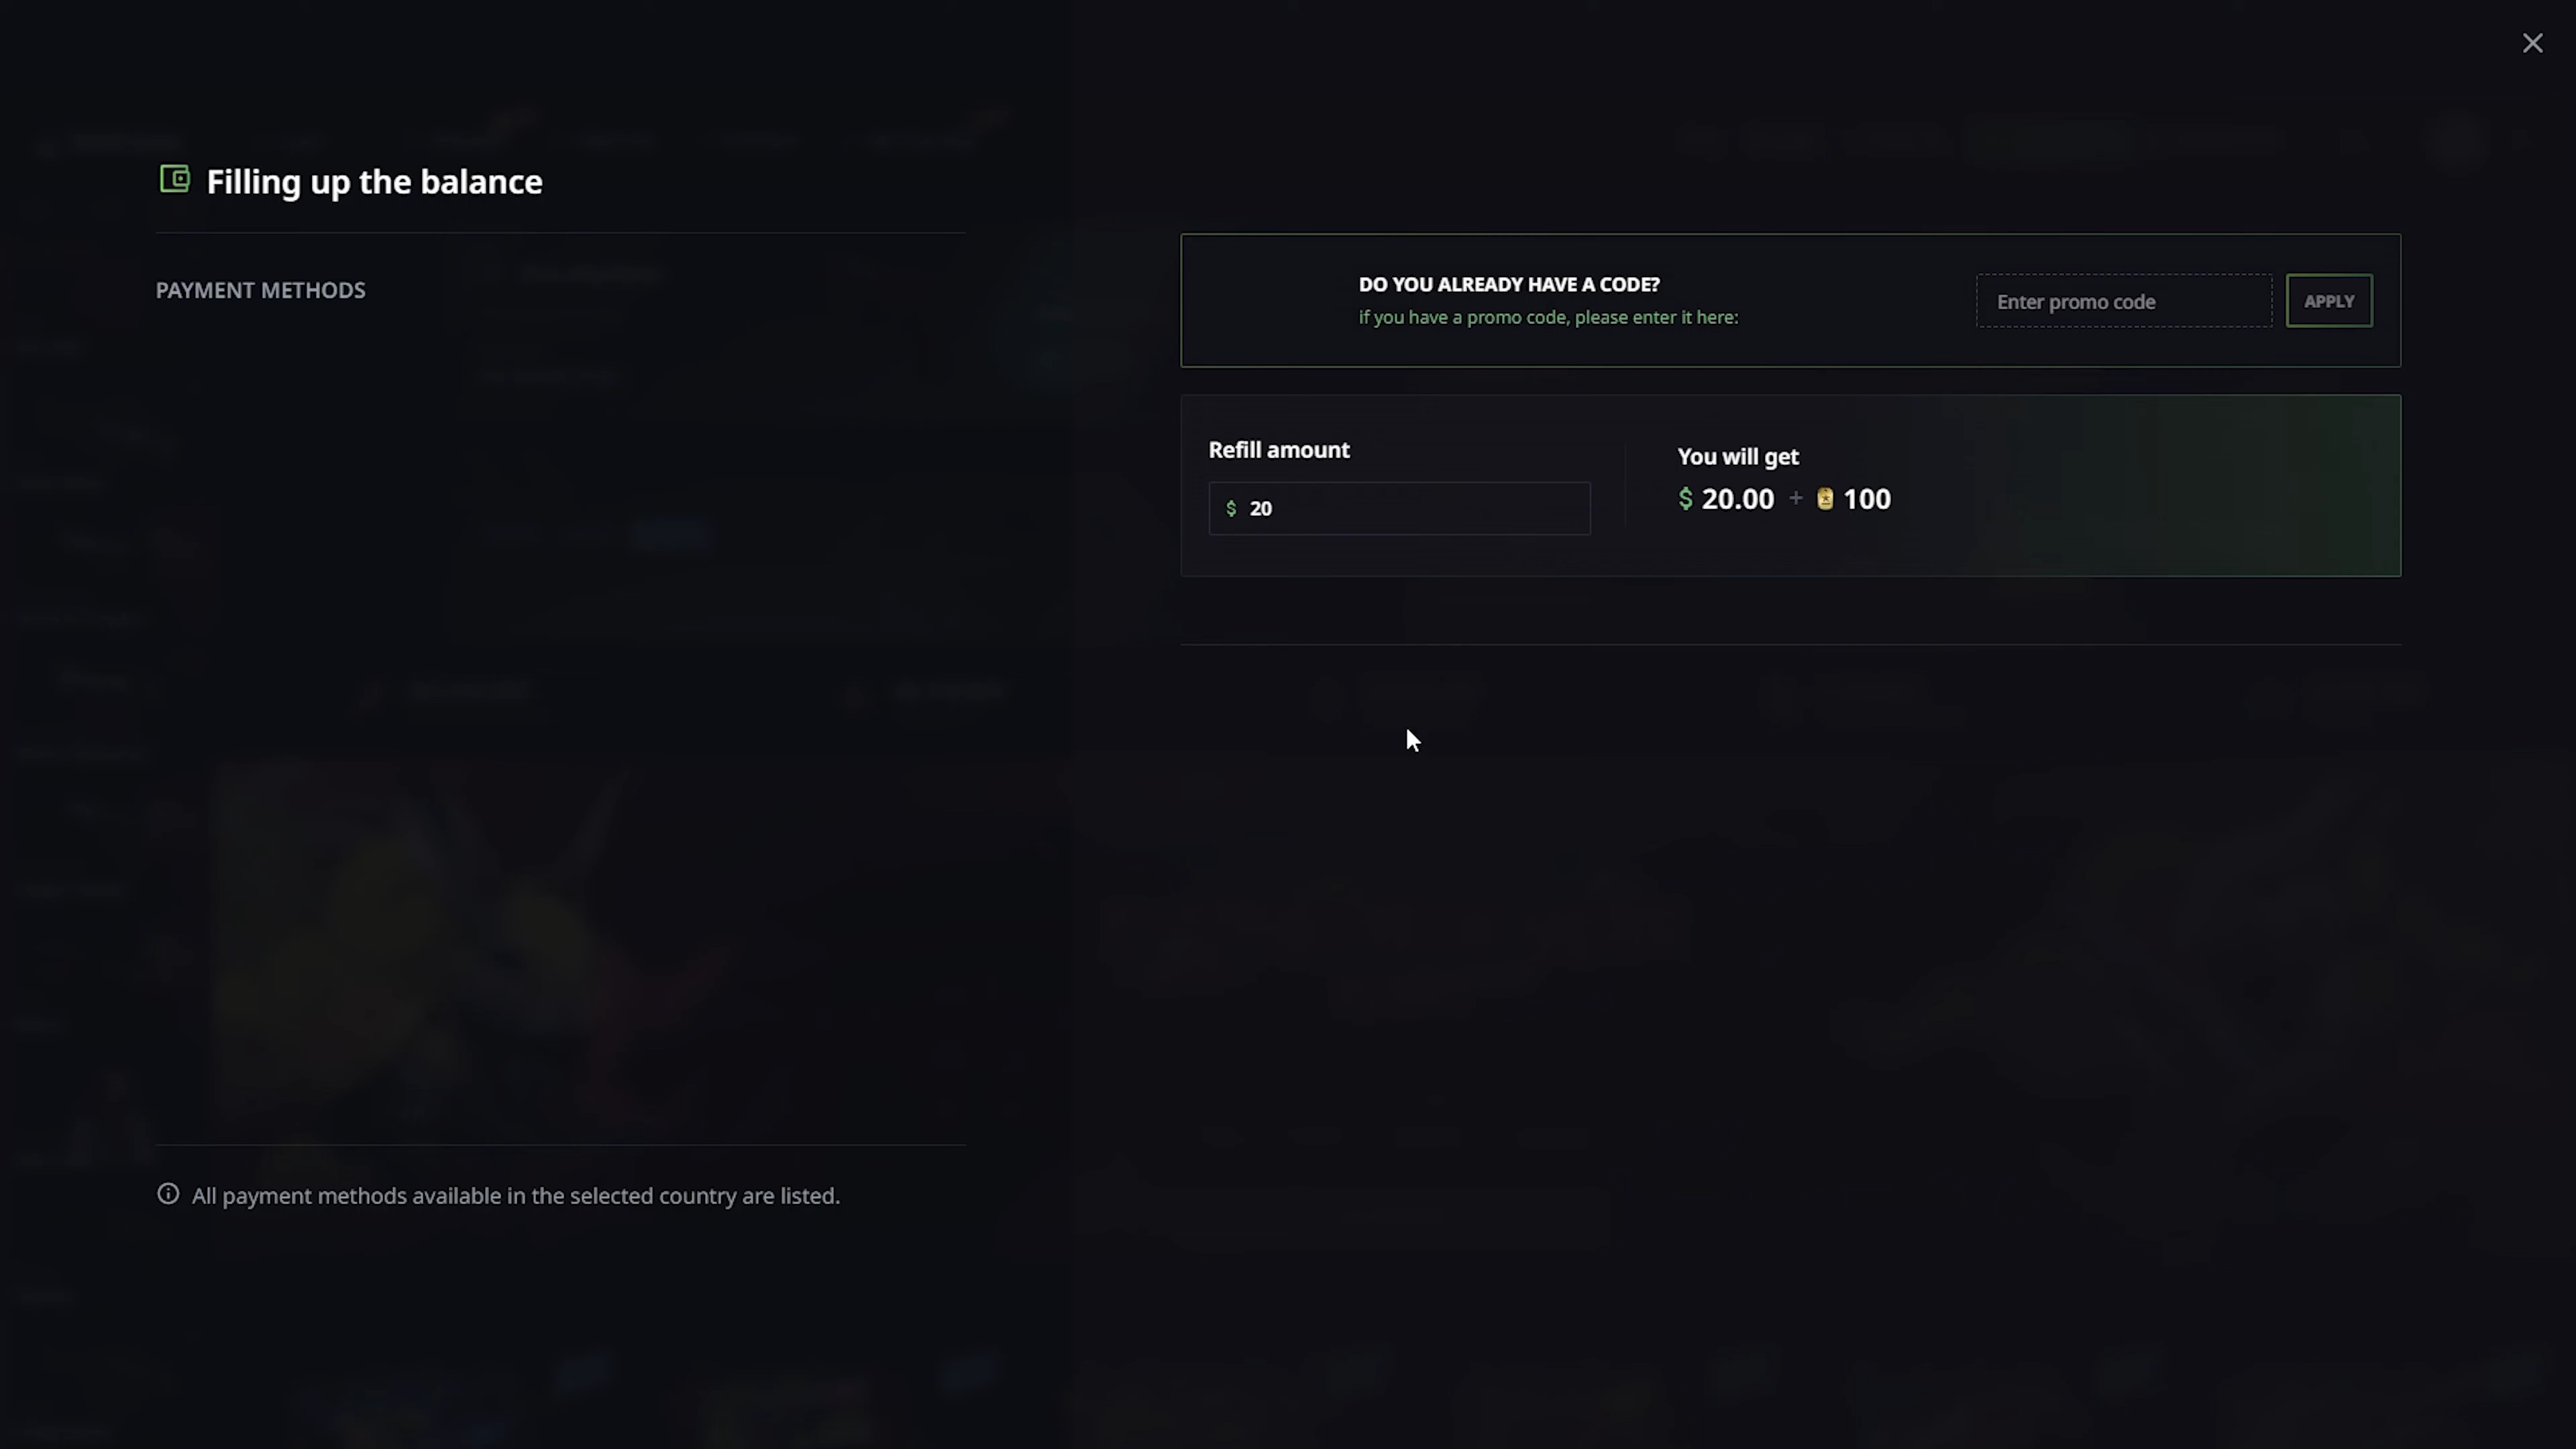 Filling up the balance
PAYMENT METHODS
DO YOU ALREADY HAVE A CODE?
if you have a promo code, please enter it here:
Enter promo code
APPLY
Refill amount
$ 20
You will get
$ 20.00 + 100
All payment methods available in the selected country are listed.